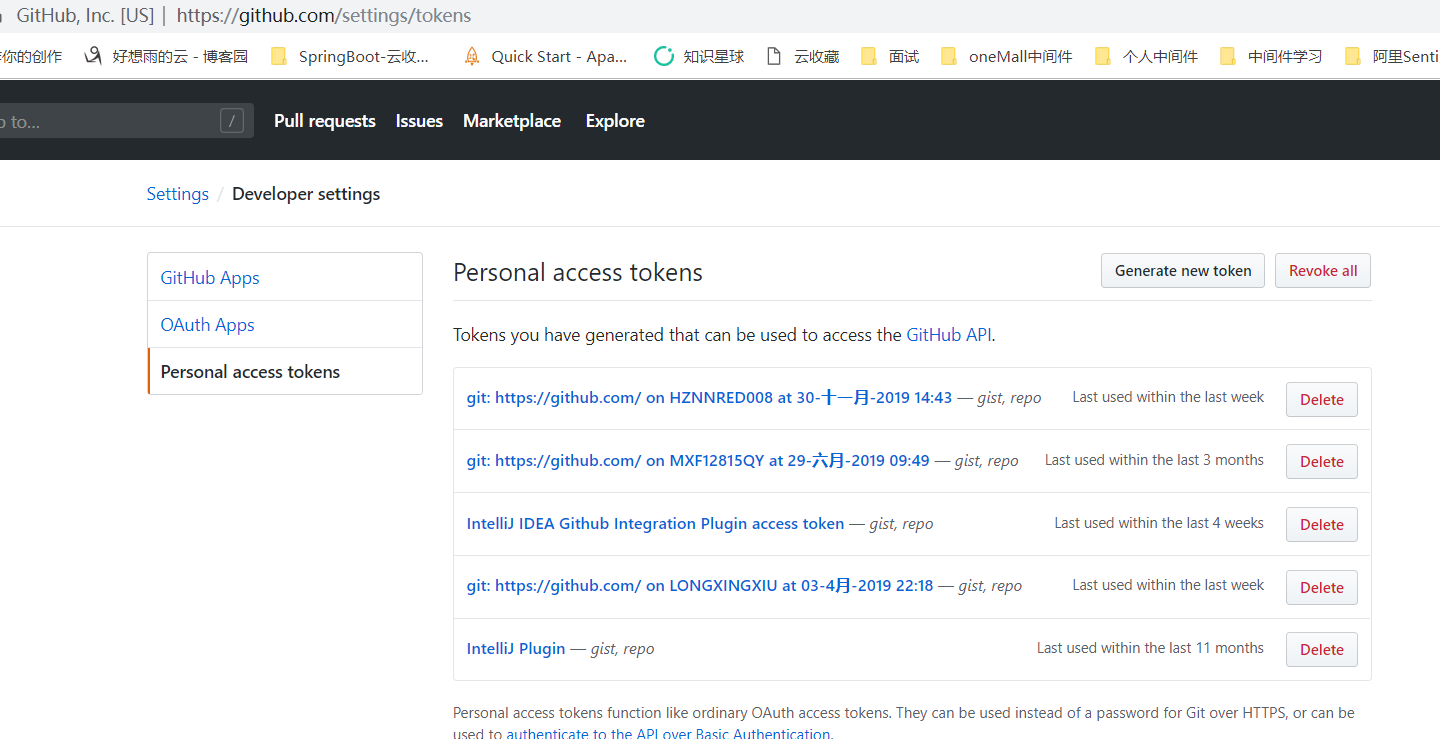 GitHub, Inc. [US] | https://github.com/settings/tokens
你的创作 好想雨的云 - 博客园 SpringBoot-云收... Quick Start - Apa... 知识星球 云收藏 面试 oneMall中间件 个人中间件 中间件学习 阿里Senti
to... / Pull requests Issues Marketplace Explore
Settings / Developer settings
GitHub Apps
OAuth Apps
Personal access tokens
Personal access tokens Generate new token Revoke all
Tokens you have generated that can be used to access the GitHub API.
git: https://github.com/ on HZNNRED008 at 30-十一月-2019 14:43 — gist, repo Last used within the last week Delete
git: https://github.com/ on MXF12815QY at 29-六月-2019 09:49 — gist, repo Last used within the last 3 months Delete
IntelliJ IDEA Github Integration Plugin access token — gist, repo Last used within the last 4 weeks Delete
git: https://github.com/ on LONGXINGXIU at 03-4月-2019 22:18 — gist, repo Last used within the last week Delete
IntelliJ Plugin — gist, repo Last used within the last 11 months Delete
Personal access tokens function like ordinary OAuth access tokens. They can be used instead of a password for Git over HTTPS, or can be
used to authenticate to the API over Basic Authentication.